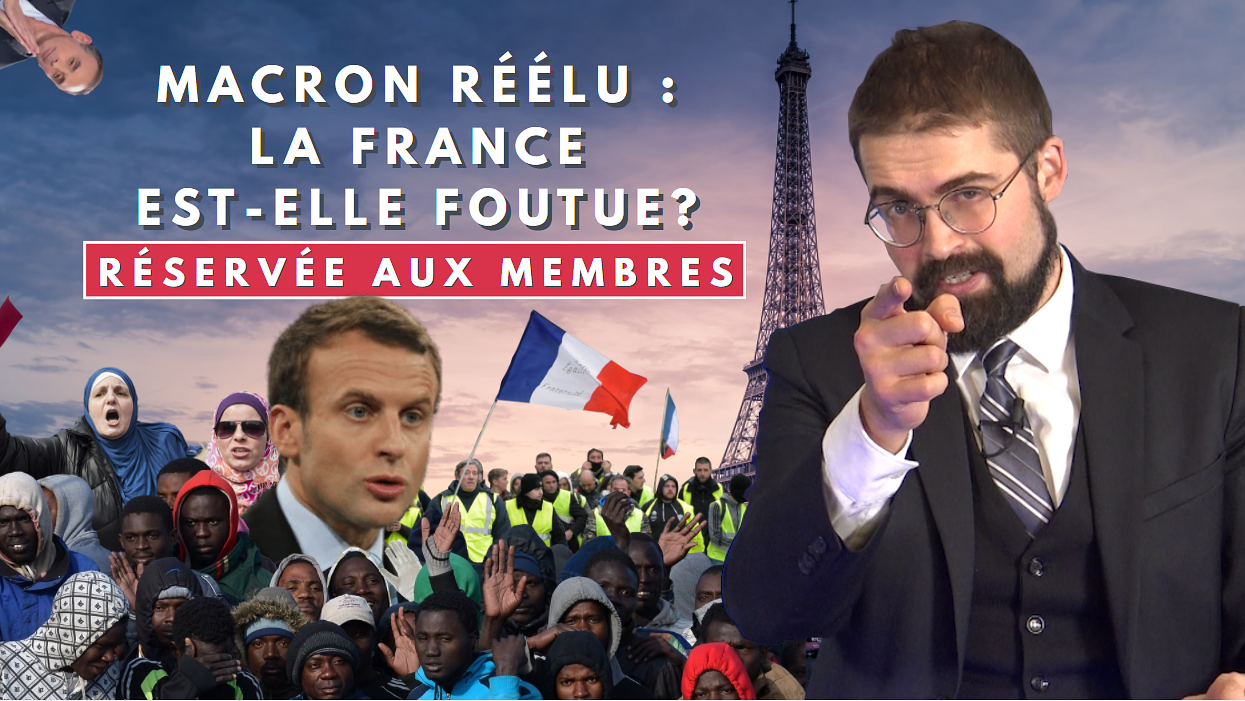 MACRON RÉÉLU :
LA FRANCE
EST-ELLE FOUTUE?
RÉSERVÉE AUX MEMBRES